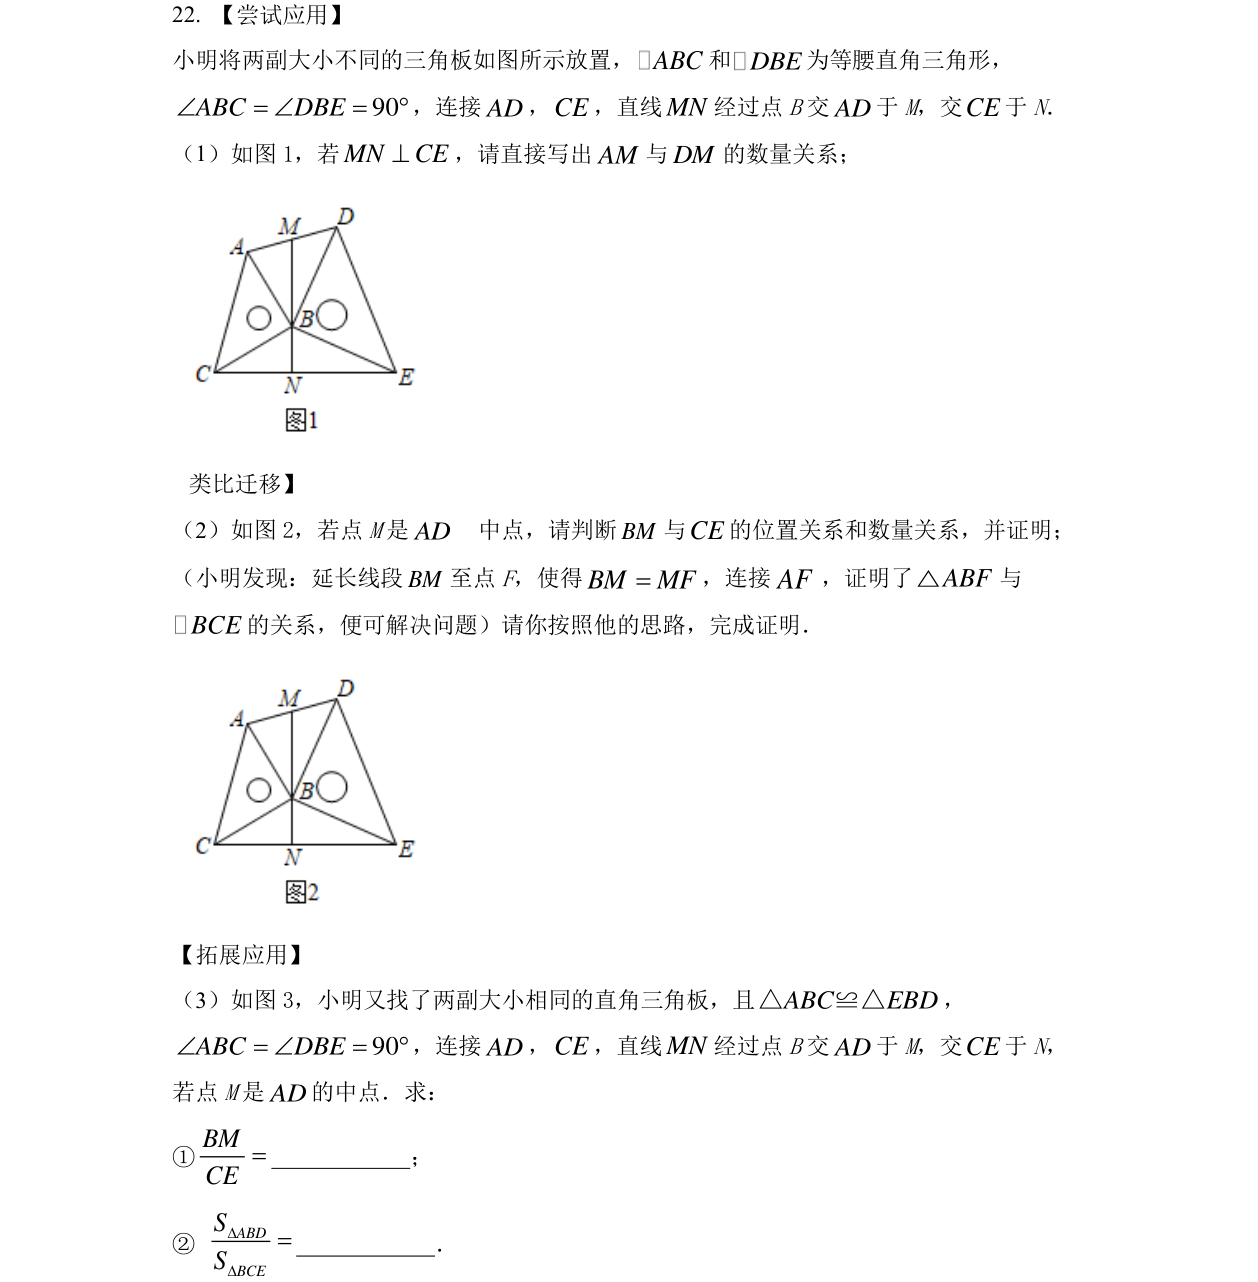 22. 【尝试应用】
小明将两副大小不同的三角板如图所示放置，□ABC 和□DBE 为等腰直角三角形，
∠ABC = ∠DBE = 90°，连接 AD，CE，直线 MN 经过点 B 交 AD 于 M，交 CE 于 N.
（1）如图 1，若 MN ⊥ CE，请直接写出 AM 与 DM 的数量关系；
D
M
A
B
C
N
E
图1
类比迁移】
（2）如图 2，若点 M 是 AD 中点，请判断 BM 与 CE 的位置关系和数量关系，并证明；
（小明发现：延长线段 BM 至点 F，使得 BM = MF，连接 AF，证明了 △ABF 与
□BCE 的关系，便可解决问题）请你按照他的思路，完成证明．
D
M
A
B
C
N
E
图2
【拓展应用】
（3）如图 3，小明又找了两副大小相同的直角三角板，且 △ABC≌△EBD，
∠ABC = ∠DBE = 90°，连接 AD，CE，直线 MN 经过点 B 交 AD 于 M，交 CE 于 N，
若点 M 是 AD 的中点．求：
① BM/CE = ____________；
② S△ABD/S△BCE = ____________．